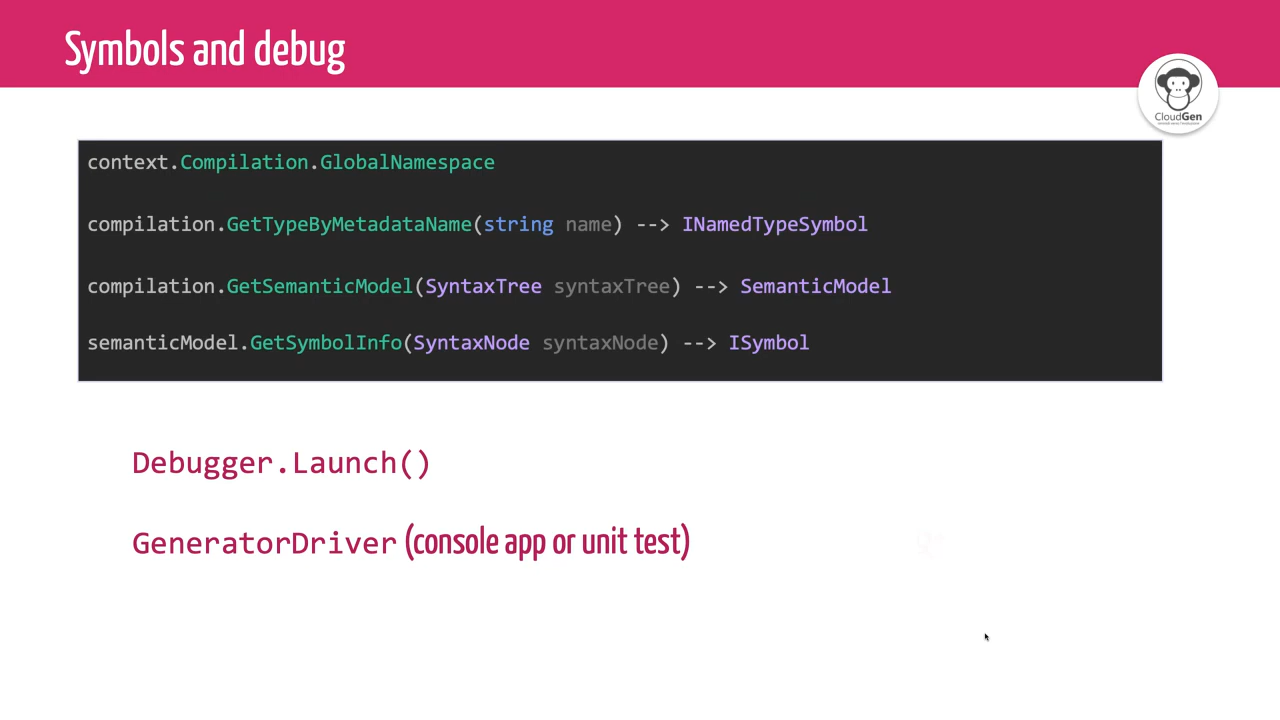 Symbols and debug
CloudGen
context.Compilation.GlobalNamespace
compilation.GetTypeByMetadataName(string name) --> INamedTypeSymbol
compilation.GetSemanticModel(SyntaxTree syntaxTree) --> SemanticModel
semanticModel.GetSymbolInfo(SyntaxNode syntaxNode) --> ISymbol
Debugger.Launch()
GeneratorDriver (console app or unit test)